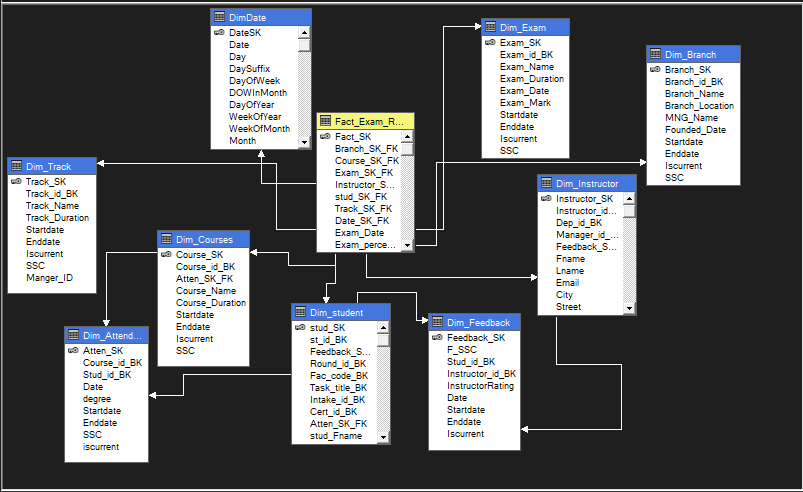 DimDate
DateSK
Date
Day
DaySuffix
DayOfWeek
DOWInMonth
DayOfYear
WeekOfYear
WeekOfMonth
Month
Dim_Exam
Exam_SK
Exam_id_BK
Exam_Name
Exam_Duration
Exam_Date
Exam_Mark
Startdate
Enddate
Iscurrent
SSC
Dim_Branch
Branch_SK
Branch_id_BK
Branch_Name
Branch_Location
MNG_Name
Founded_Date
Startdate
Enddate
Iscurrent
SSC
Fact_Exam_R...
Fact_SK
Branch_SK_FK
Course_SK_FK
Exam_SK_FK
Instructor_S...
stud_SK_FK
Track_SK_FK
Date_SK_FK
Exam_Date
Exam_perce...
Dim_Track
Track_SK
Track_id_BK
Track_Name
Track_Duration
Startdate
Enddate
Iscurrent
SSC
Manger_ID
Dim_Instructor
Instructor_SK
Instructor_id...
Dep_id_BK
Manager_id_...
Feedback_S...
Fname
Lname
Email
City
Street
Dim_Courses
Course_SK
Course_id_BK
Atten_SK_FK
Course_Name
Course_Duration
Startdate
Enddate
Iscurrent
SSC
Dim_student
stud_SK
st_id_BK
Feedback_S...
Round_id_BK
Fac_code_BK
Task_title_BK
Intake_id_BK
Cert_id_BK
Atten_SK_FK
stud_Fname
Dim_Feedback
Feedback_SK
F_SSC
Stud_id_BK
Instructor_id_BK
InstructorRating
Date
Startdate
Enddate
Iscurrent
Dim_Attend...
Atten_SK
Course_id_BK
Stud_id_BK
Date
degree
Startdate
Enddate
SSC
iscurrent